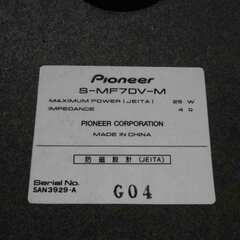 Pioneer
S-MF7DV-M
MAXIMUM POWER (JEITA) 25 W
IMPEDANCE 4 Ω
PIONEER CORPORATION
MADE IN CHINA
防磁設計 (JEITA)
Serial No.
SAN3929-A
G04